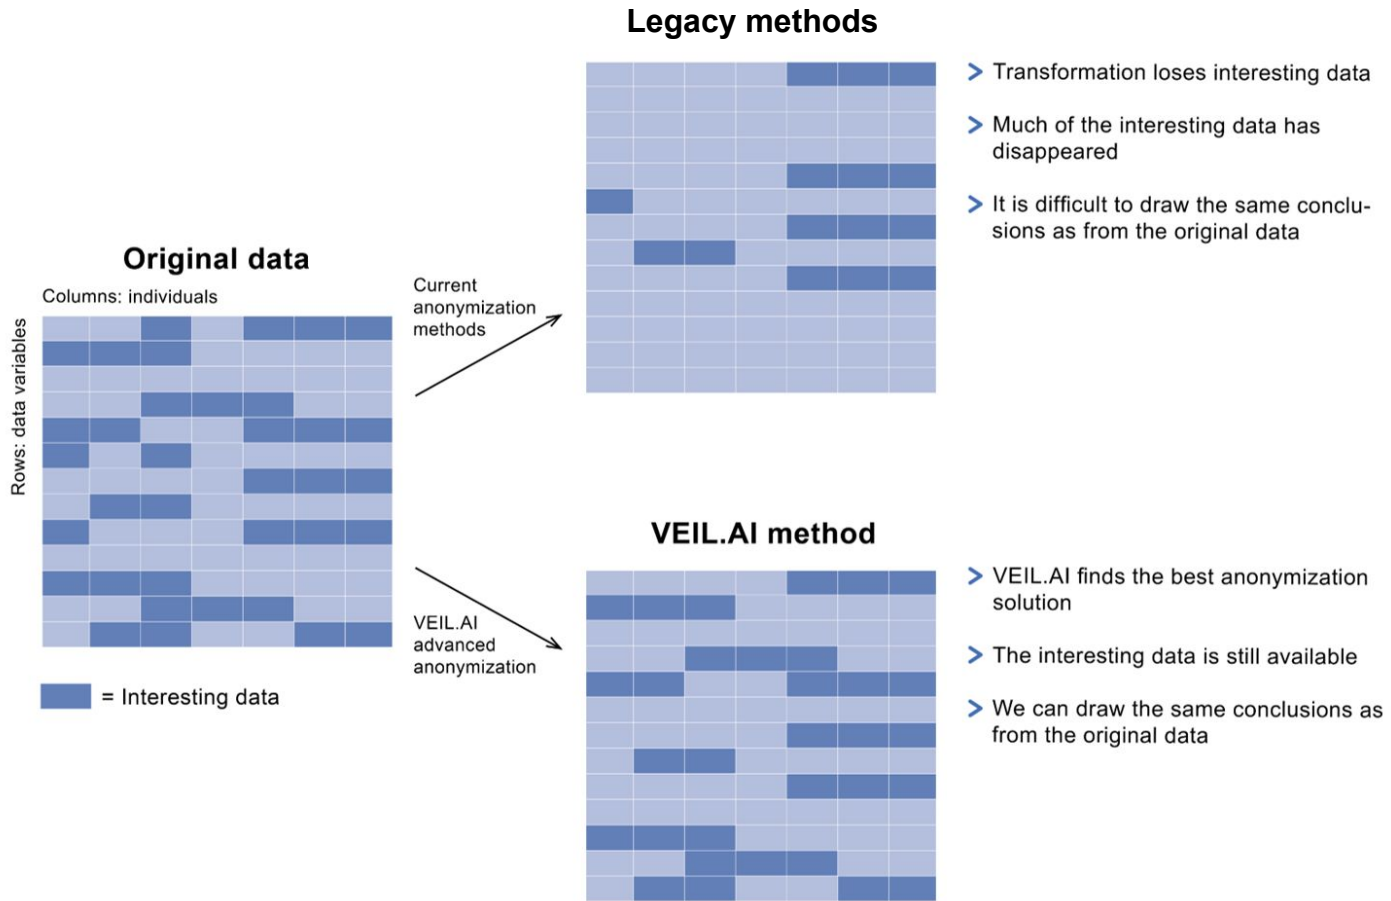 Legacy methods
Transformation loses interesting data
Much of the interesting data has
disappeared
It is difficult to draw the same conclu-
sions as from the original data
Original data
Columns: individuals
Rows: data variables
= Interesting data
Current
anonymization
methods
VEIL.AI
advanced
anonymization
VEIL.AI method
VEIL.AI finds the best anonymization
solution
The interesting data is still available
We can draw the same conclusions as
from the original data